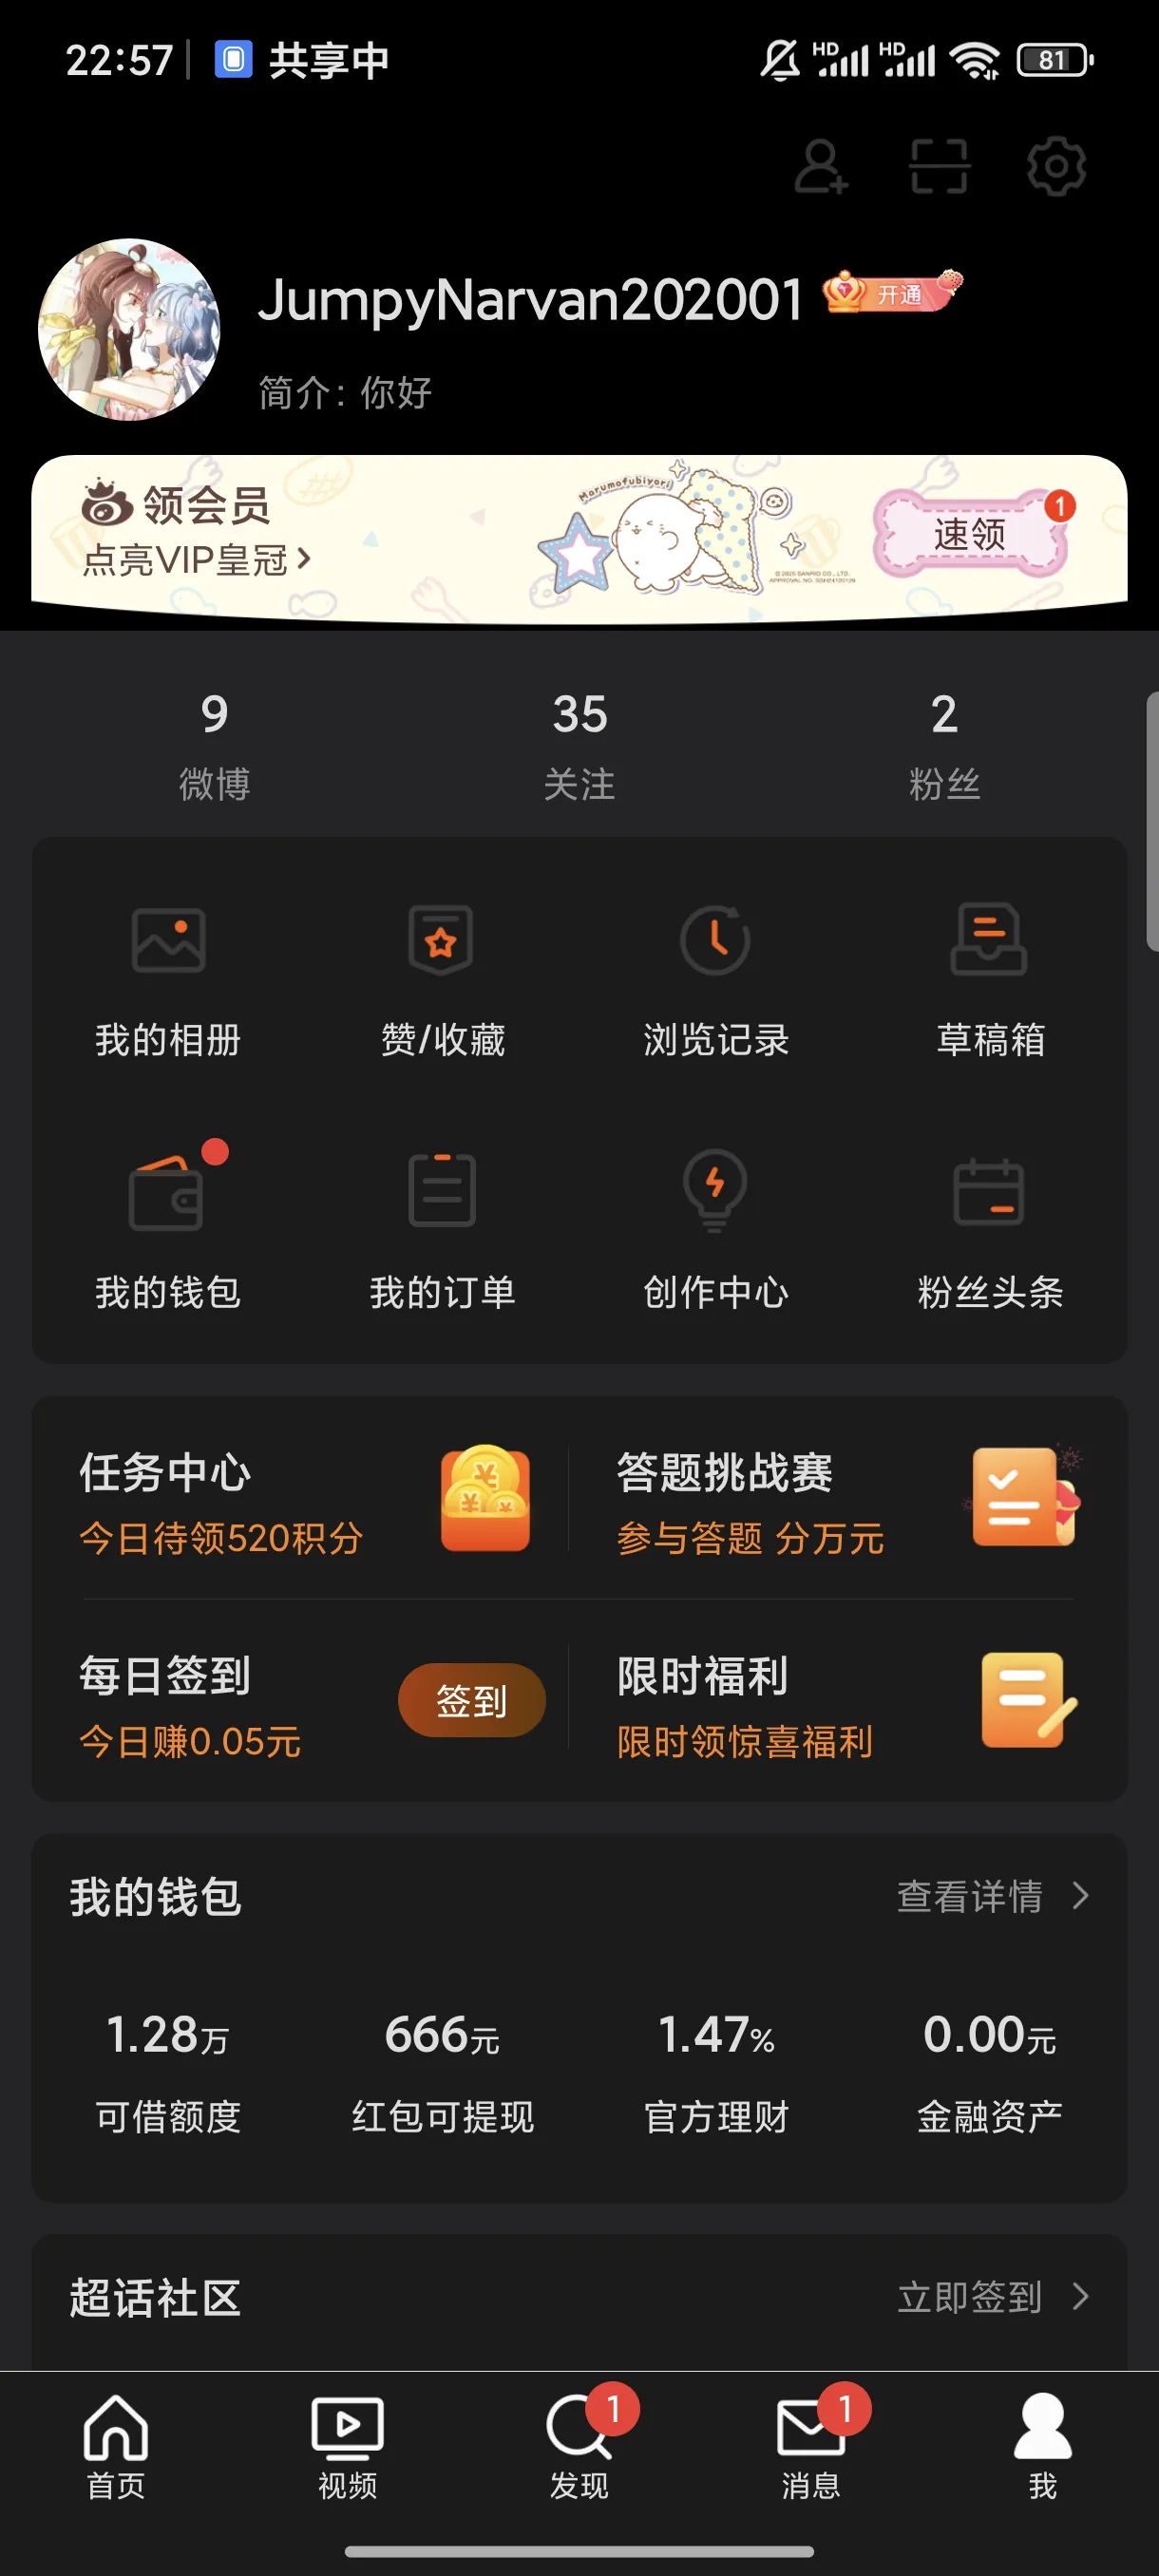 22:57
共享中
HD HD 81
JumpyNarvan202001 开通
简介: 你好
领会员
点亮VIP皇冠
Marumofubiyori
© 2025 SANRIO CO., LTD.
速领 1
9 35 2
微博 关注 粉丝
我的相册 赞/收藏 浏览记录 草稿箱
我的钱包 我的订单 创作中心 粉丝头条
任务中心
今日待领520积分
答题挑战赛
参与答题 分万元
每日签到
今日赚0.05元
签到
限时福利
限时领惊喜福利
我的钱包 查看详情
1.28万 666元 1.47% 0.00元
可借额度 红包可提现 官方理财 金融资产
超话社区 立即签到
1 1
首页 视频 发现 消息 我